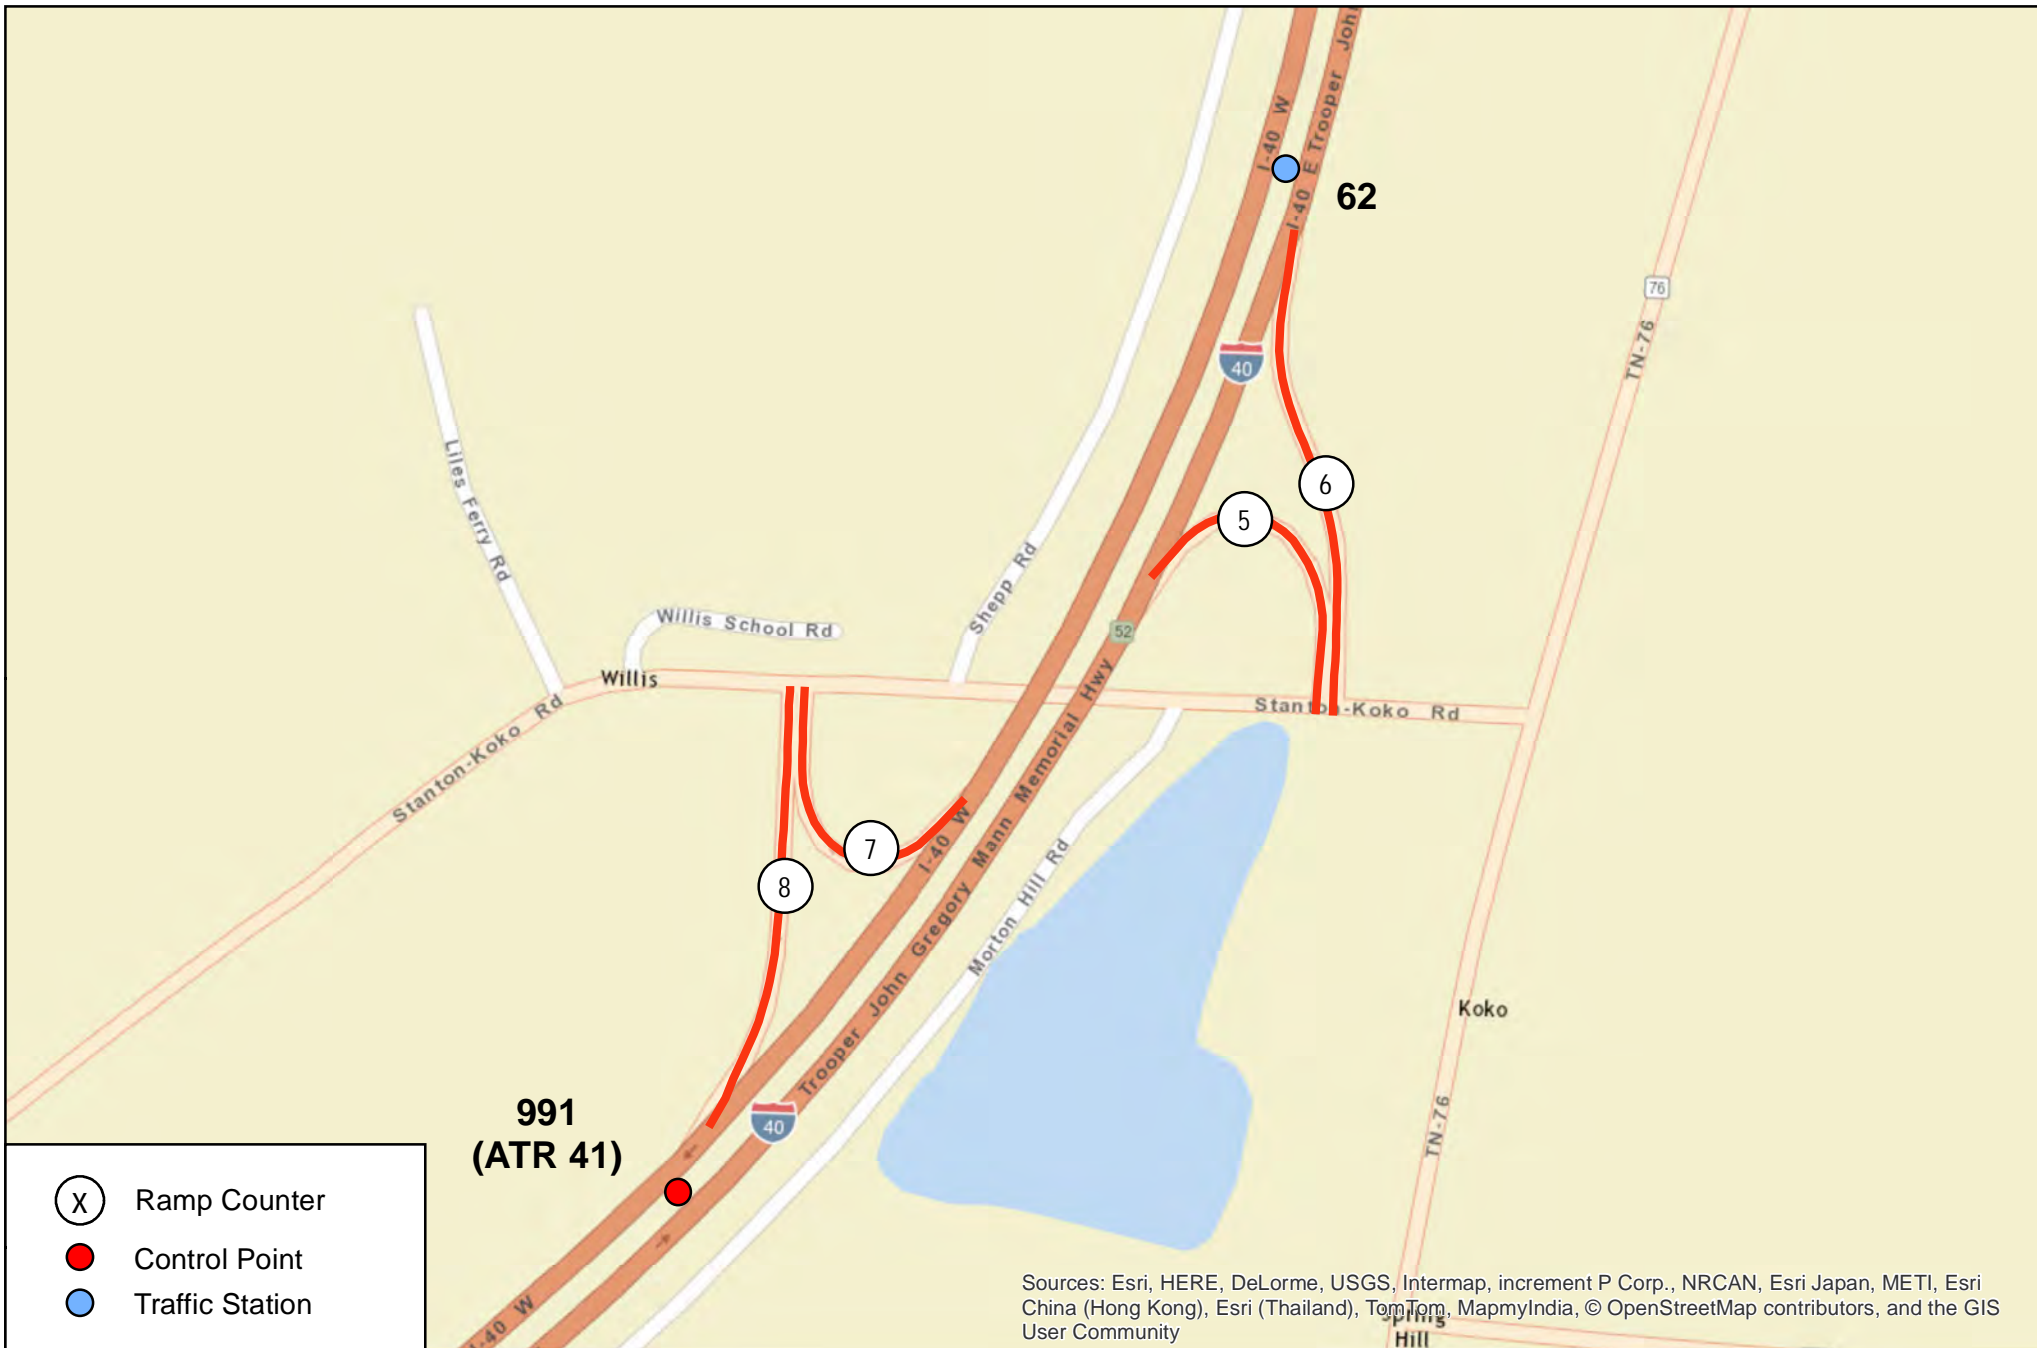 I-40 W
I-40 E Trooper Joh
62
76
TN-76
40
Liles Ferry Rd
6
5
Shepp Rd
Willis School Rd
52
Willis
Stanton-Koko Rd
Stanton-Koko Rd
7
I-40 W
8
Trooper John Gregory Mann Memorial Hwy
Morton Hill Rd
Koko
TN-76
991
(ATR 41)
40
I-40 W
X Ramp Counter
Control Point
Traffic Station
Sources: Esri, HERE, DeLorme, USGS, Intermap, increment P Corp., NRCAN, Esri Japan, METI, Esri
China (Hong Kong), Esri (Thailand), TomTom, MapmyIndia, © OpenStreetMap contributors, and the GIS
User Community
Spring
Hill